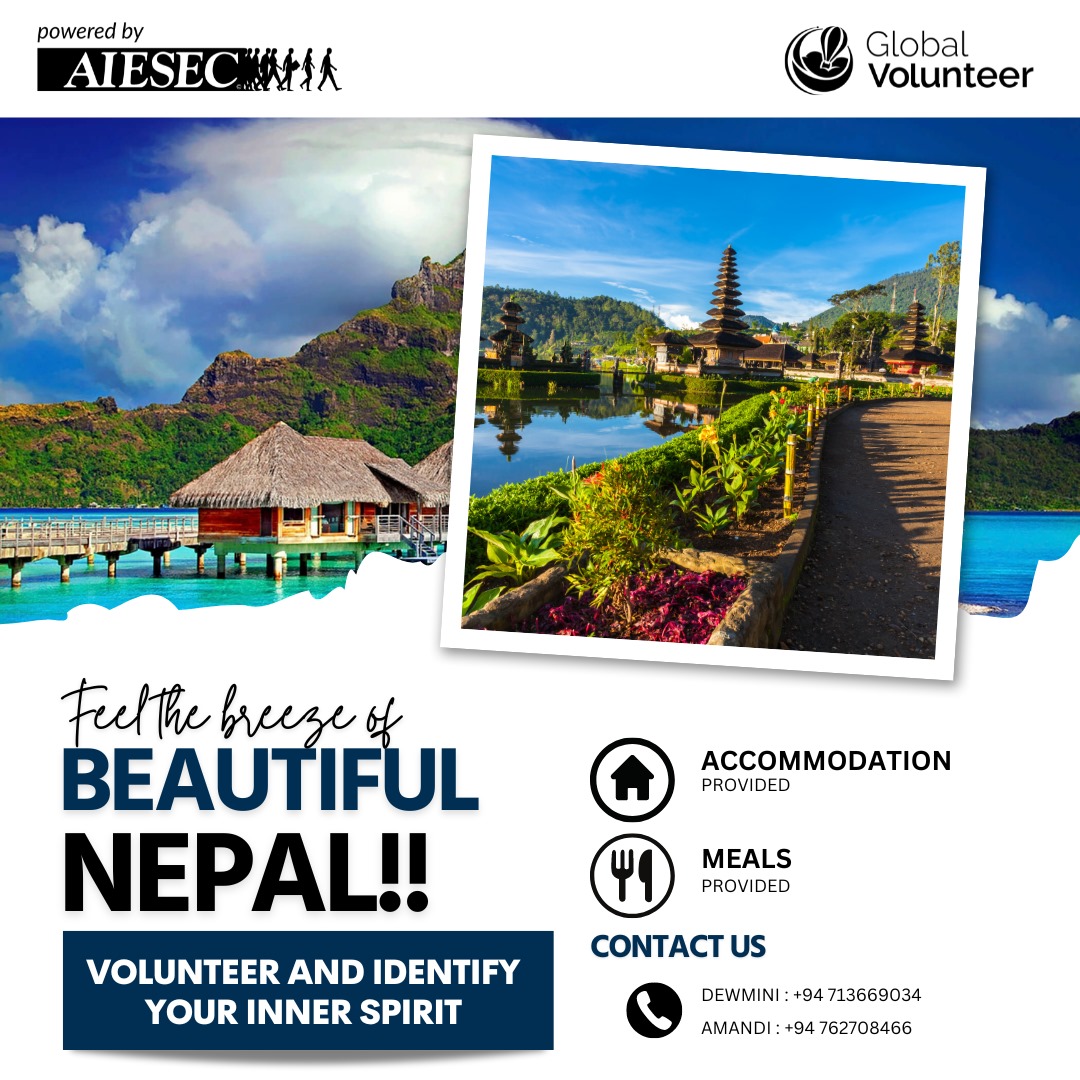 powered by
AIESEC
Global
Volunteer
Feel the breeze of
BEAUTIFUL
NEPAL!!
VOLUNTEER AND IDENTIFY
YOUR INNER SPIRIT
ACCOMMODATION
PROVIDED
MEALS
PROVIDED
CONTACT US
DEWMINI : +94 713669034
AMANDI : +94 762708466